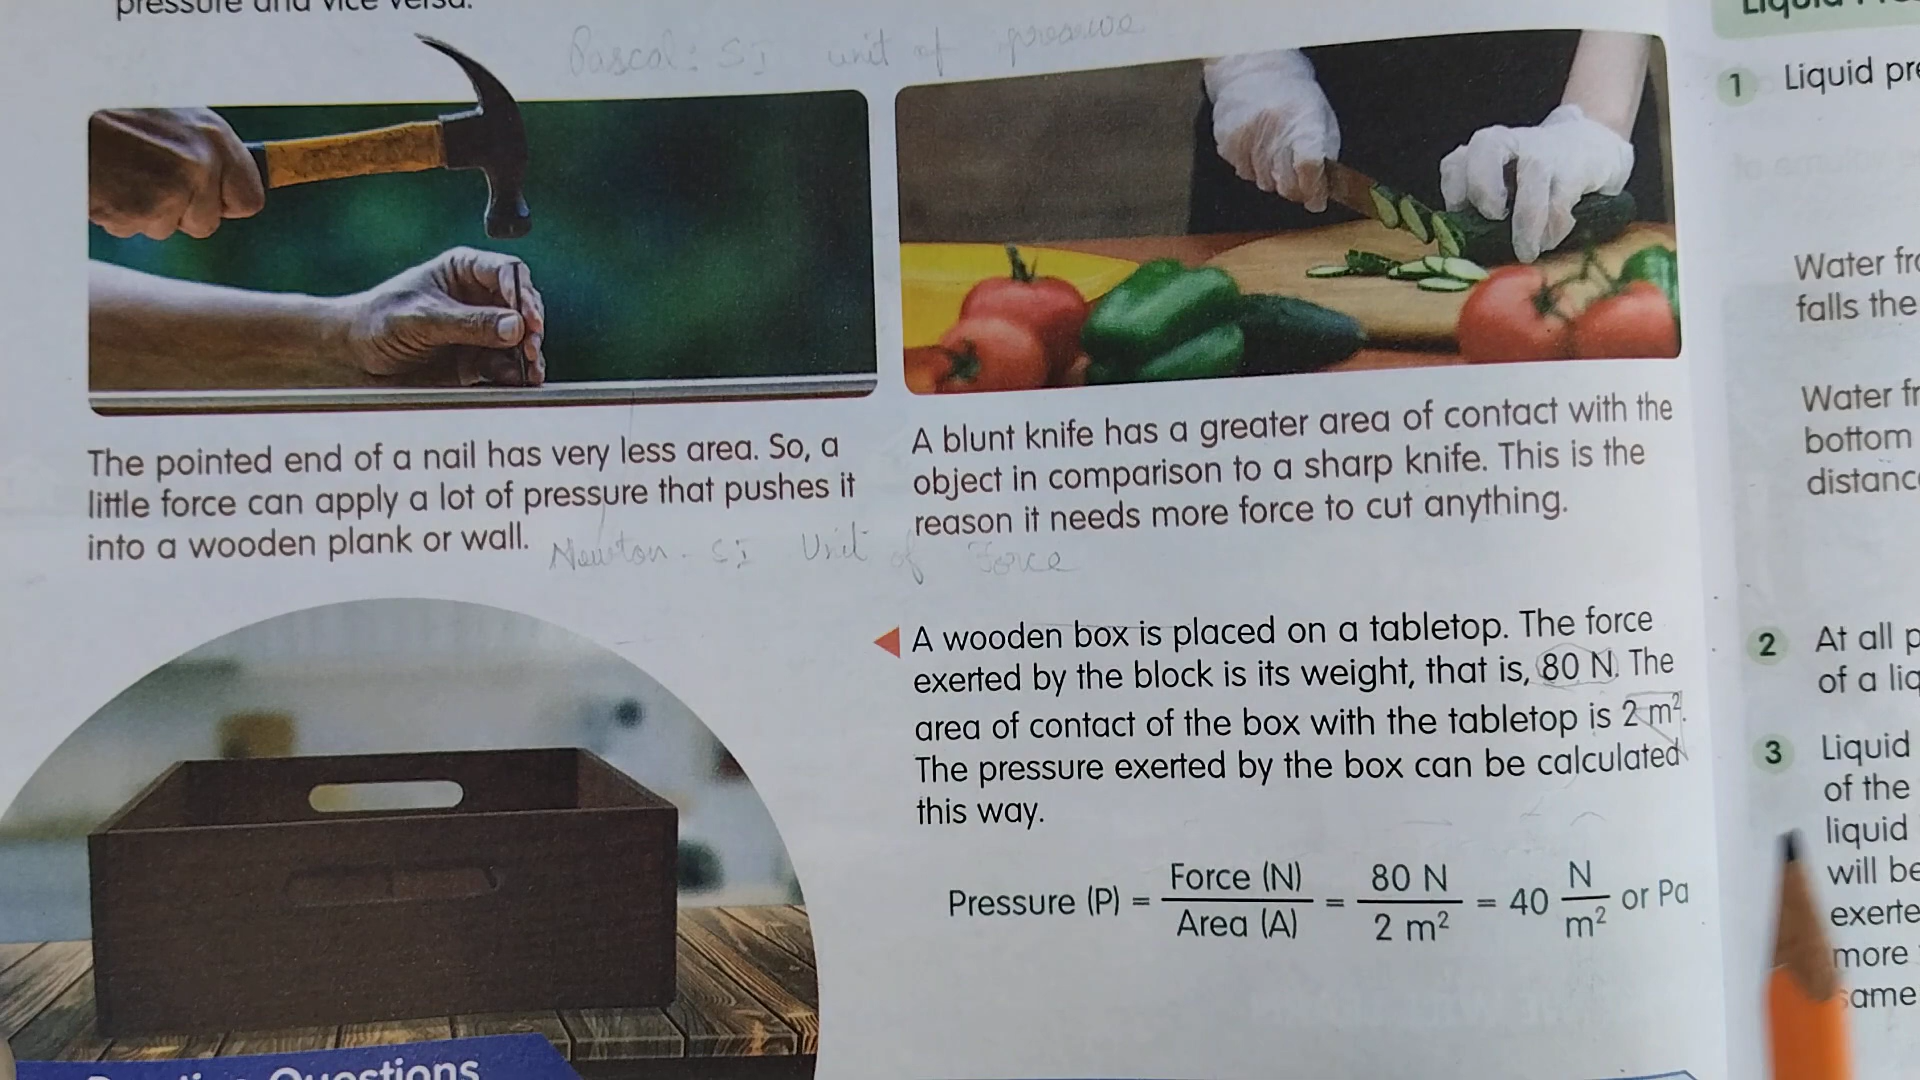 pressure and vice versa.
Pascal: SI unit of pressure
The pointed end of a nail has very less area. So, a
little force can apply a lot of pressure that pushes it
into a wooden plank or wall.
A blunt knife has a greater area of contact with the
object in comparison to a sharp knife. This is the
reason it needs more force to cut anything.
Newton - SI Unit of Force
A wooden box is placed on a tabletop. The force
exerted by the block is its weight, that is, 80 N. The
area of contact of the box with the tabletop is 2 m².
The pressure exerted by the box can be calculated
this way.
Pressure (P) = Force (N) / Area (A) = 80 N / 2 m² = 40 N / m² or Pa
Questions
1 Liquid pre
Water fro
falls the
Water fr
bottom
distanc
2 At all p
of a liq
3 Liquid
of the
liquid
will be
exerte
more
same